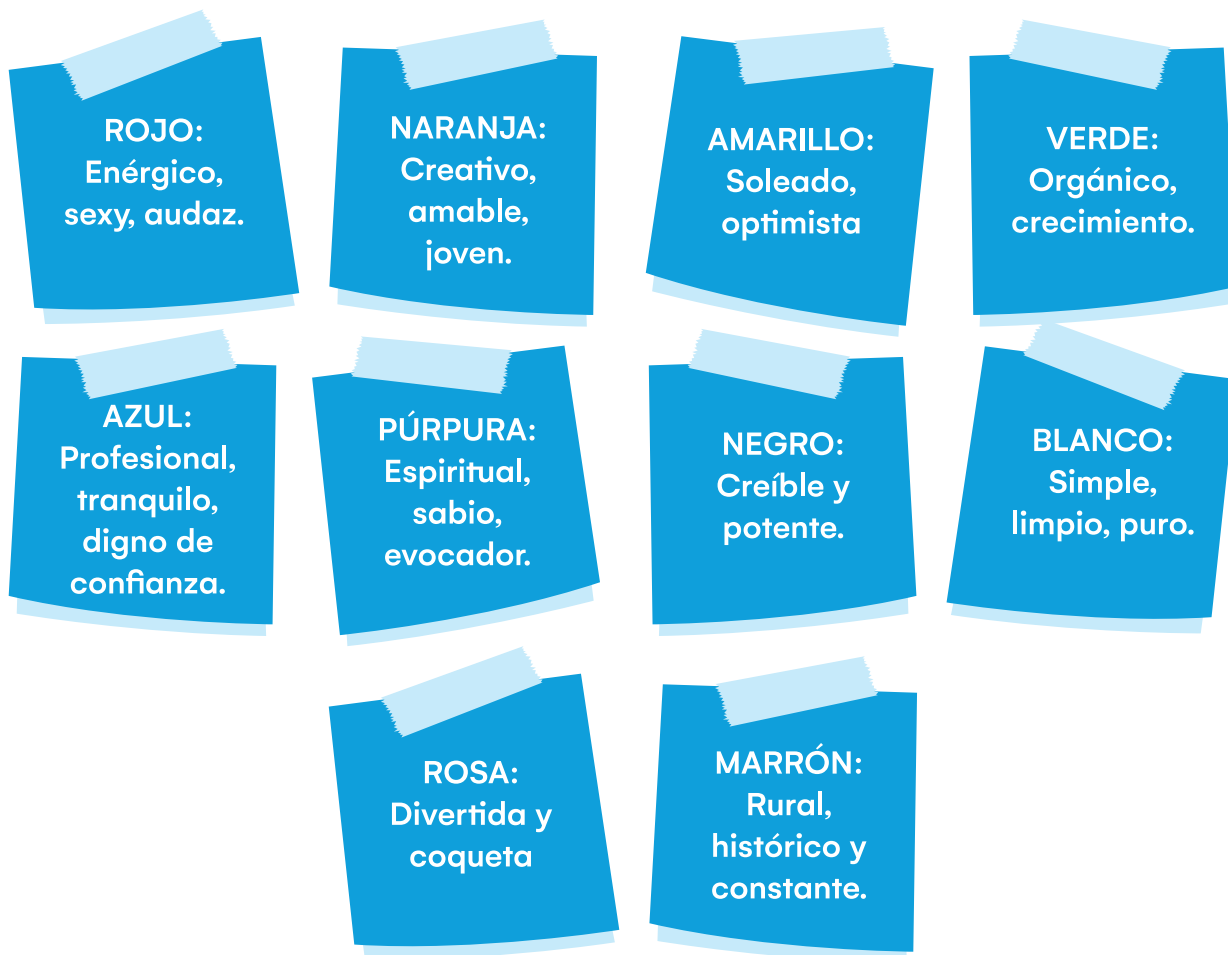 ROJO:
Enérgico,
sexy, audaz.
NARANJA:
Creativo,
amable,
joven.
AMARILLO:
Soleado,
optimista
VERDE:
Orgánico,
crecimiento.
AZUL:
Profesional,
tranquilo,
digno de
confianza.
PÚRPURA:
Espiritual,
sabio,
evocador.
NEGRO:
Creíble y
potente.
BLANCO:
Simple,
limpio, puro.
ROSA:
Divertida y
coqueta
MARRÓN:
Rural,
histórico y
constante.